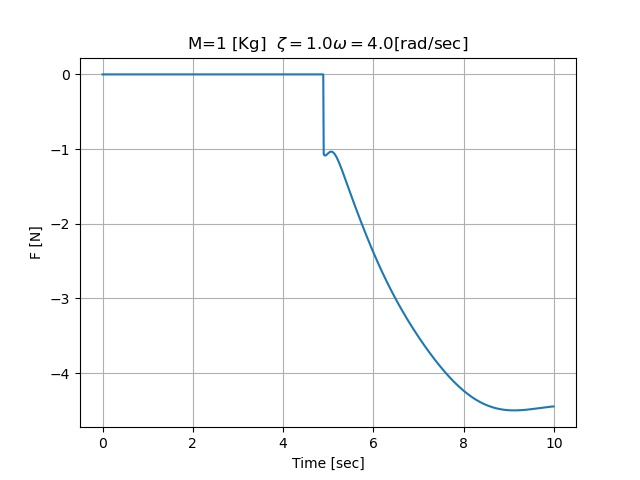 M=1 [Kg]  ζ = 1.0ω = 4.0[rad/sec]
0
−1
−2
−3
−4
F [N]
0 2 4 6 8 10
Time [sec]